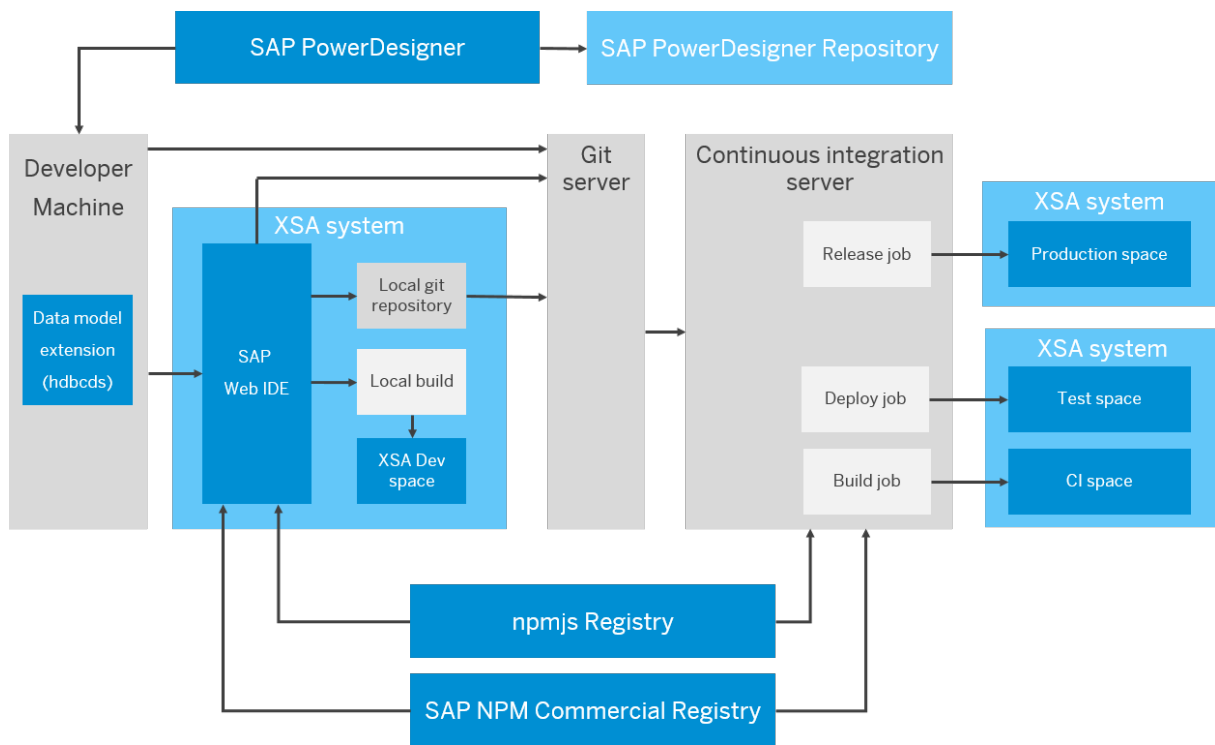 SAP PowerDesigner
SAP PowerDesigner Repository
Developer
Machine
Data model
extension
(hdbcds)
XSA system
SAP
Web IDE
Local git
repository
Local build
XSA Dev
space
Git
server
Continuous integration
server
Release job
Deploy job
Build job
XSA system
Production space
XSA system
Test space
CI space
npmjs Registry
SAP NPM Commercial Registry